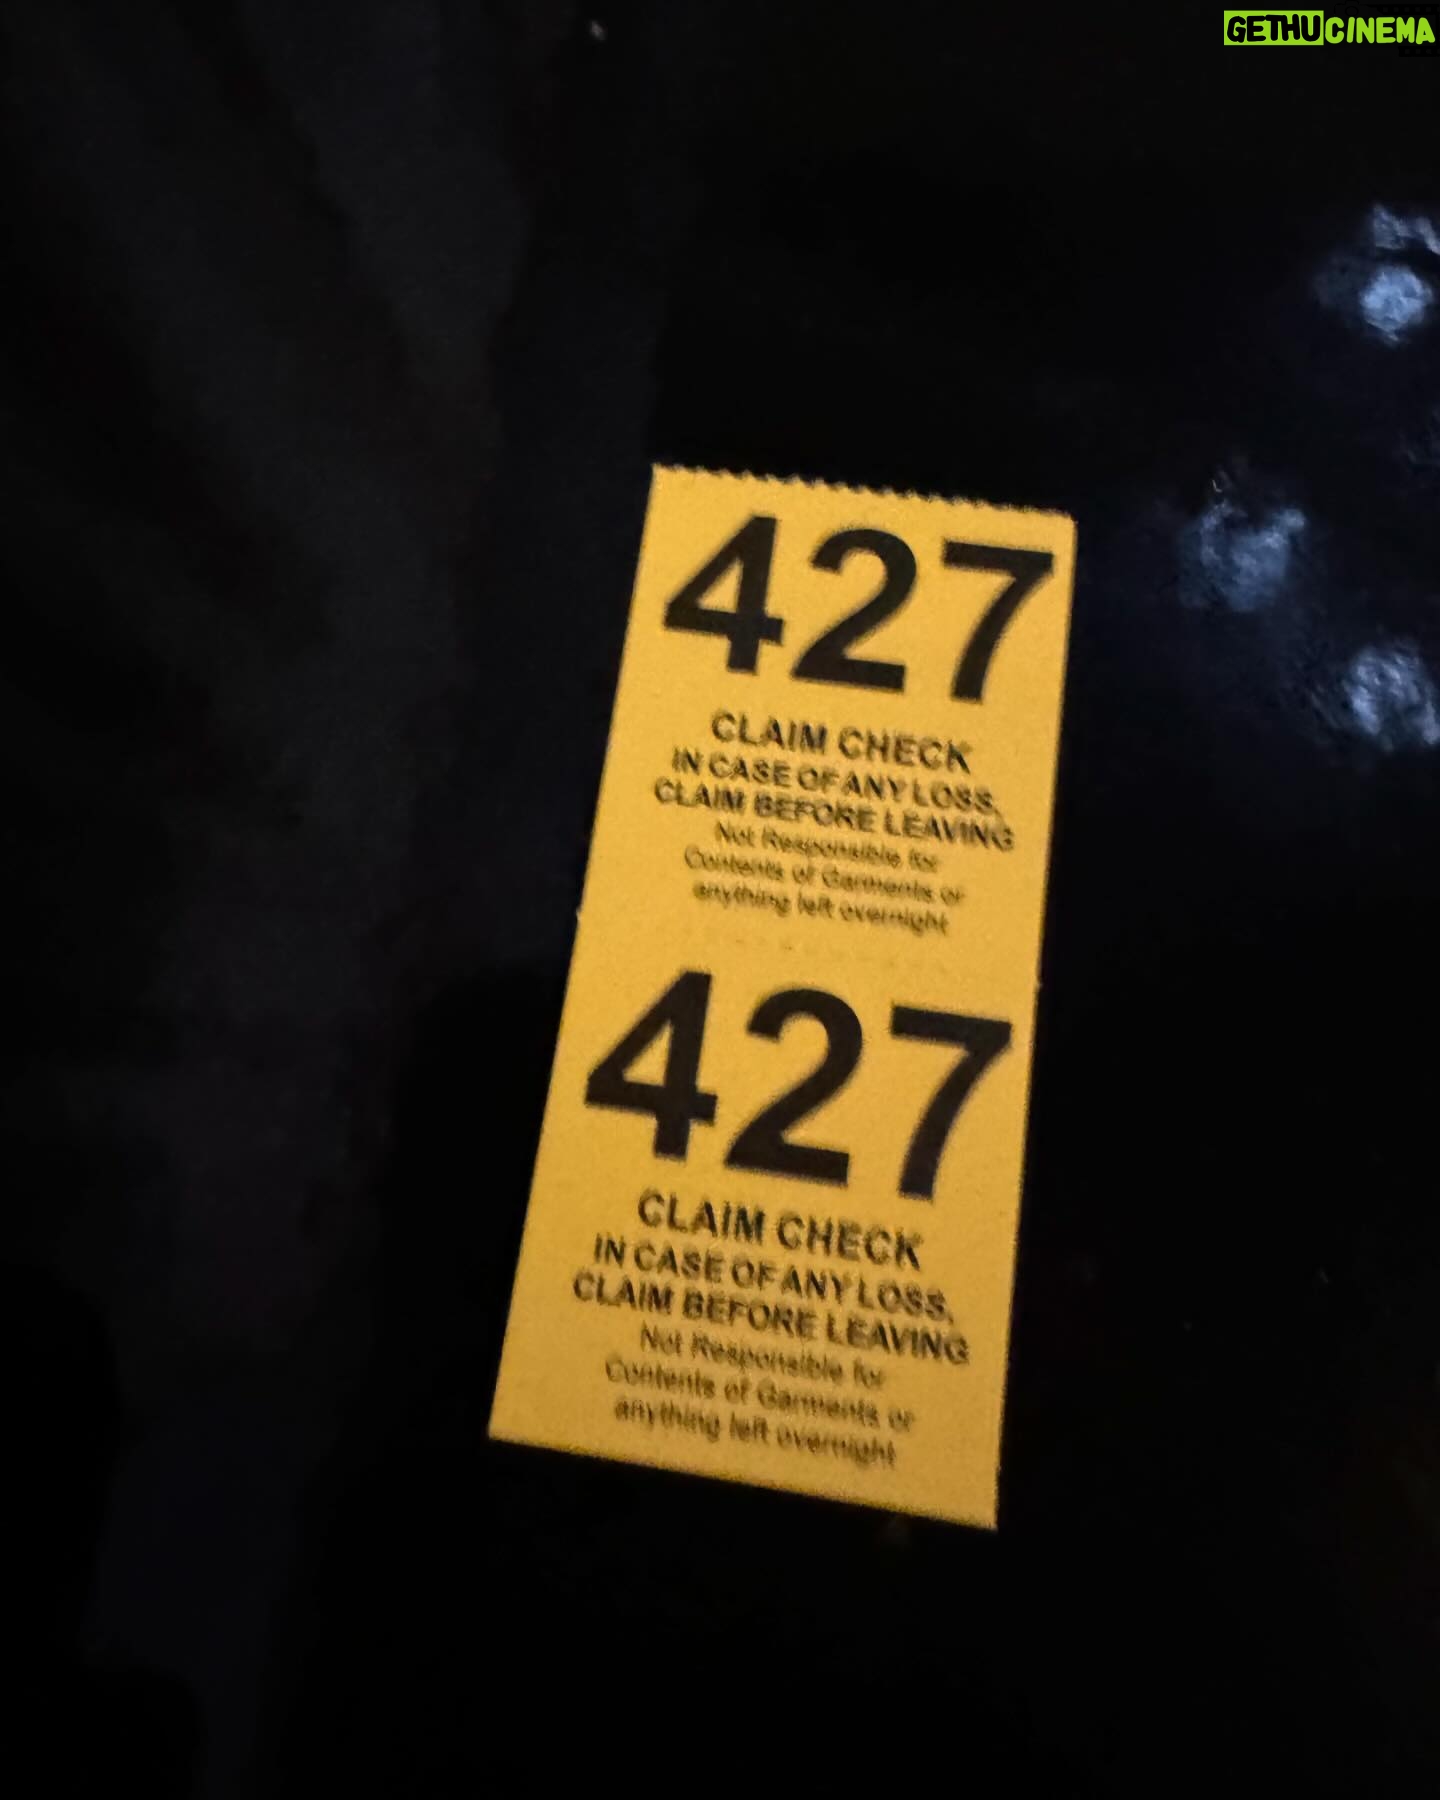 GETHUCINEMA
427
CLAIM CHECK
IN CASE OF ANY LOSS,
CLAIM BEFORE LEAVING
Not Responsible for
Contents of Garments or
anything left overnight
427
CLAIM CHECK
IN CASE OF ANY LOSS,
CLAIM BEFORE LEAVING
Not Responsible for
Contents of Garments or
anything left overnight